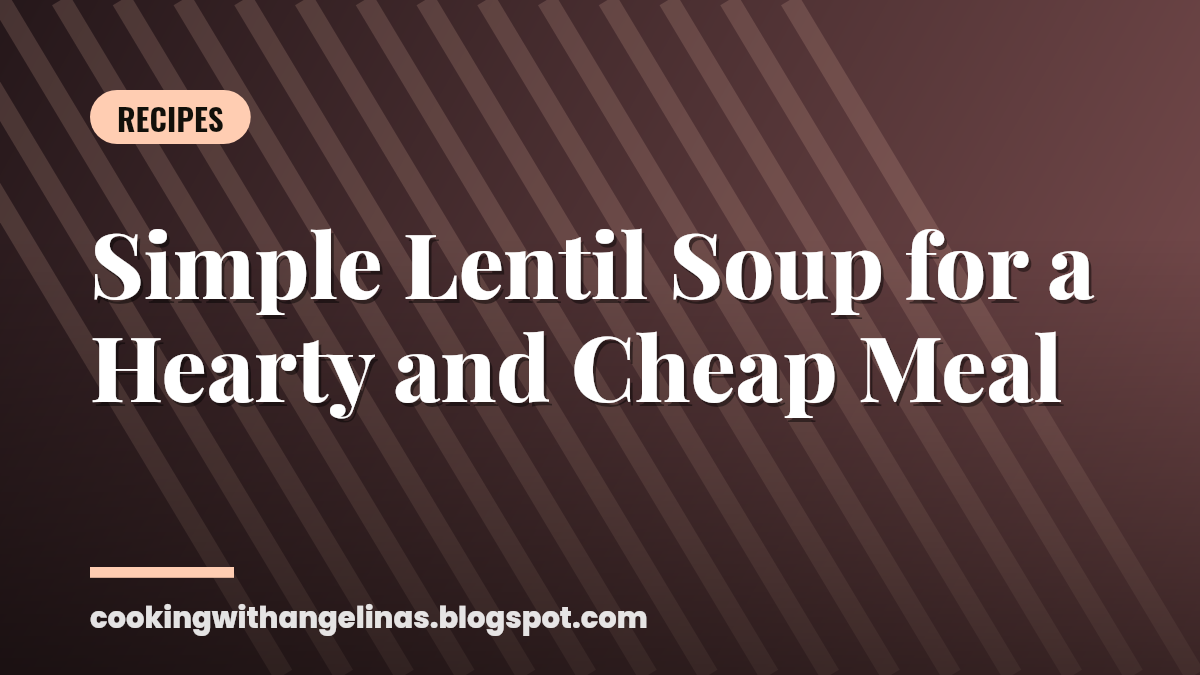 RECIPES
Simple Lentil Soup for a
Hearty and Cheap Meal
cookingwithangelinas.blogspot.com